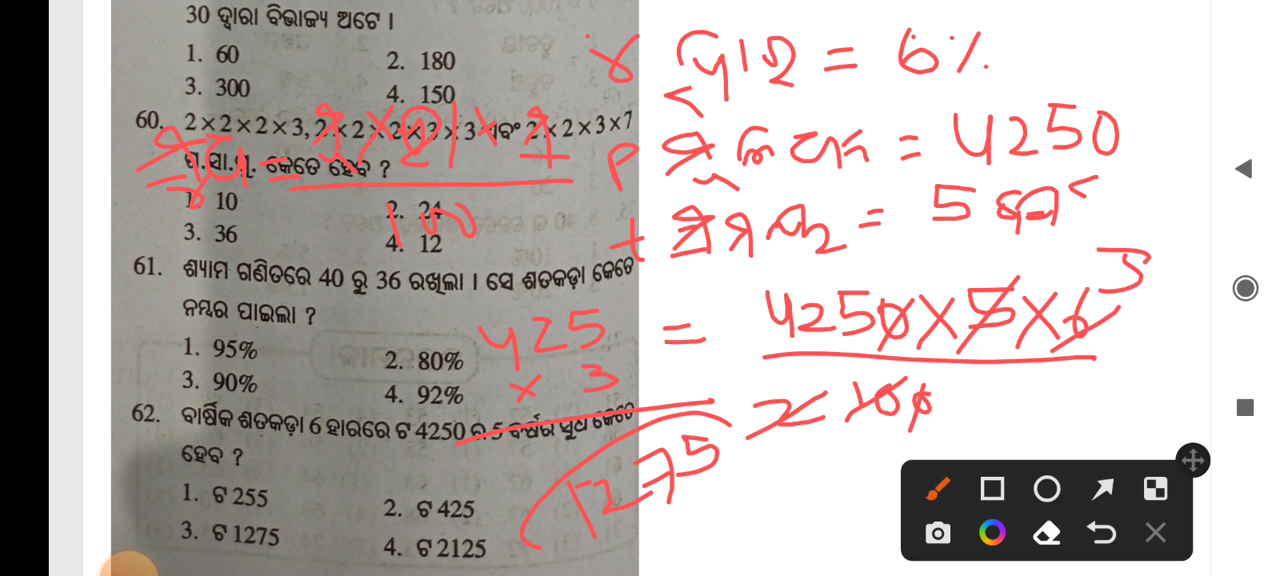 30 ଦ୍ୱାରା ବିଭାଜ୍ୟ ଅଟେ ।
1. 60
2. 180
3. 300
4. 150
60. 2 × 2 × 2 × 3, 2 × 2 × 2 × 3 × 3 ଏବଂ 2 × 2 × 3 × 7
ଗ.ସା.ଗୁ. କେତେ ହେବ ?
1. 10
2. 24
3. 36
4. 12
61. ଶ୍ୟାମ ଗଣିତରେ 40 ରୁ 36 ରଖିଲା । ସେ ଶତକଡ଼ା କେତେ
ନମ୍ବର ପାଇଲା ?
1. 95%
2. 80%
3. 90%
4. 92%
62. ବାର୍ଷିକ ଶତକଡ଼ା 6 ହାରରେ ଟ 4250 ର 5 ବର୍ଷର ସୁଧ କେତେ
ହେବ ?
1. ଟ 255
2. ଟ 425
3. ଟ 1275
4. ଟ 2125
r
= 6%
P
= 4250
t
= 5
= 4250 × 5 × 6 3
2 100
100
425
× 3
1275